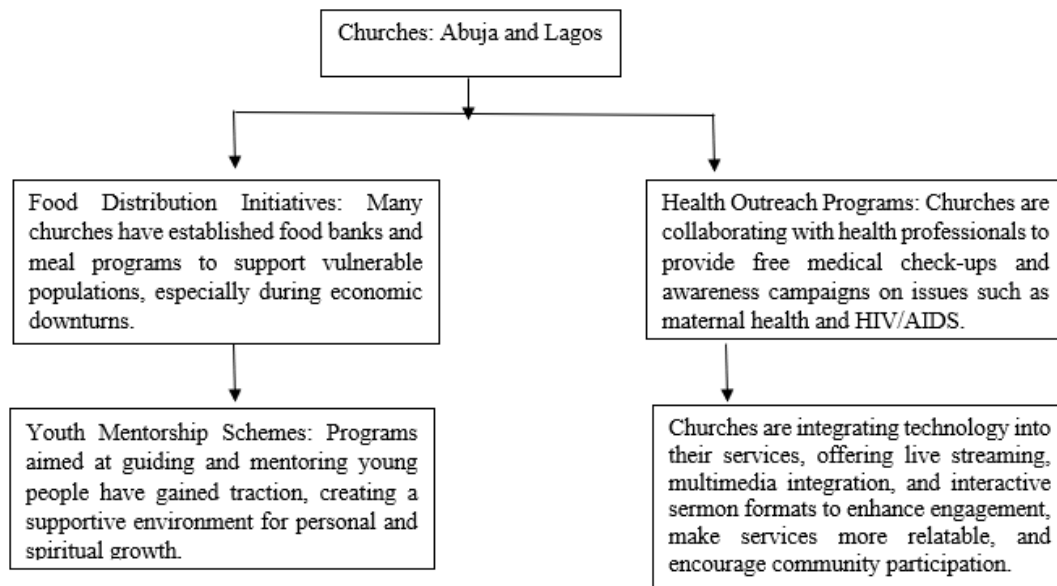 Churches: Abuja and Lagos
Food Distribution Initiatives: Many
churches have established food banks and
meal programs to support vulnerable
populations, especially during economic
downturns.
Health Outreach Programs: Churches are
collaborating with health professionals to
provide free medical check-ups and
awareness campaigns on issues such as
maternal health and HIV/AIDS.
Youth Mentorship Schemes: Programs
aimed at guiding and mentoring young
people have gained traction, creating a
supportive environment for personal and
spiritual growth.
Churches are integrating technology into
their services, offering live streaming,
multimedia integration, and interactive
sermon formats to enhance engagement,
make services more relatable, and
encourage community participation.